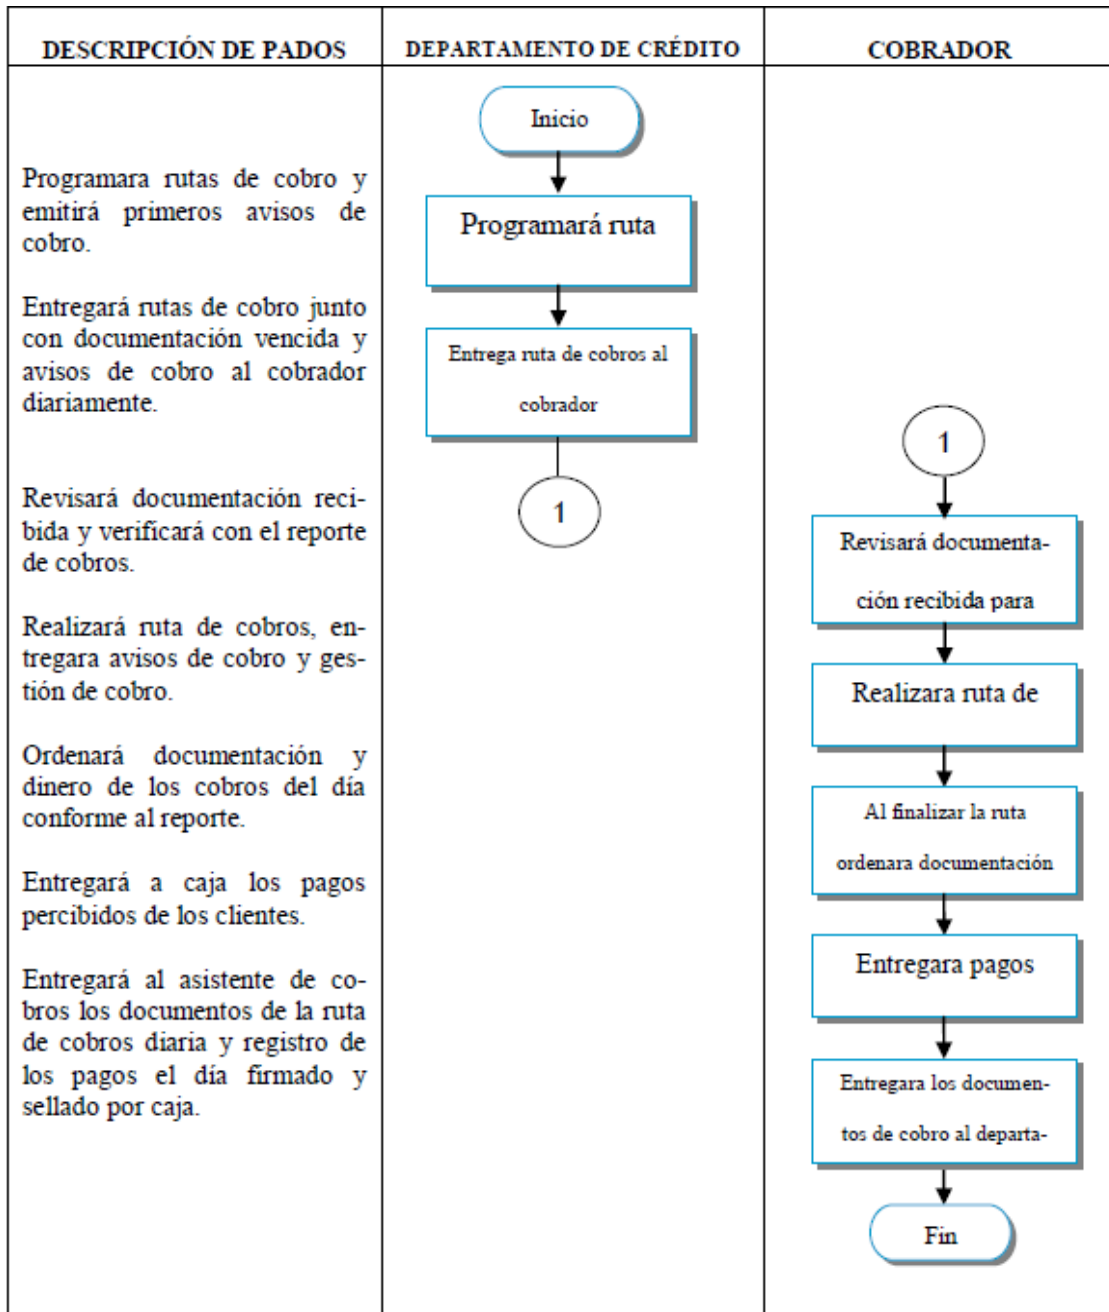 DESCRIPCIÓN DE PADOS
DEPARTAMENTO DE CRÉDITO
COBRADOR
Programara rutas de cobro y
emitirá primeros avisos de
cobro.
Entregará rutas de cobro junto
con documentación vencida y
avisos de cobro al cobrador
diariamente.
Revisará documentación reci-
bida y verificará con el reporte
de cobros.
Realizará ruta de cobros, en-
tregara avisos de cobro y ges-
tión de cobro.
Ordenará documentación y
dinero de los cobros del día
conforme al reporte.
Entregará a caja los pagos
percibidos de los clientes.
Entregará al asistente de co-
bros los documentos de la ruta
de cobros diaria y registro de
los pagos el día firmado y
sellado por caja.
Inicio
Programará ruta
Entrega ruta de cobros al
cobrador
1
1
Revisará documenta-
ción recibida para
Realizara ruta de
Al finalizar la ruta
ordenara documentación
Entregara pagos
Entregara los documen-
tos de cobro al departa-
Fin